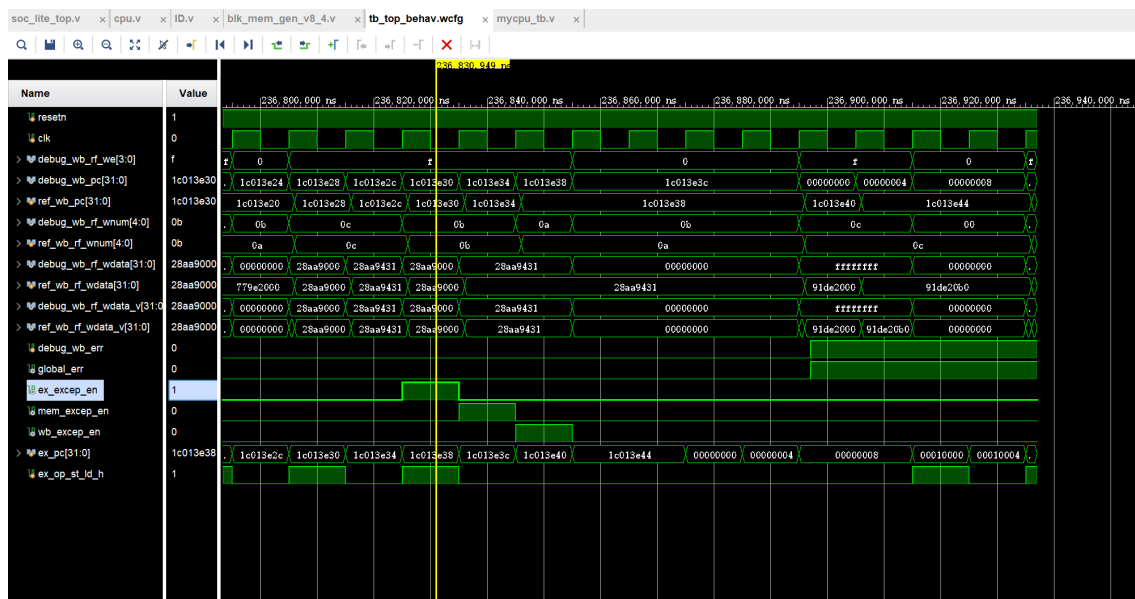 soc_lite_top.v × cpu.v × ID.v × blk_mem_gen_v8_4.v × tb_top_behav.wcfg × mycpu_tb.v ×
236,830.949 ns
Name Value 236,800.000 ns 236,820.000 ns 236,840.000 ns 236,860.000 ns 236,880.000 ns 236,900.000 ns 236,920.000 ns 236,940.000 ns
resetn 1
clk 0
debug_wb_rf_we[3:0] f f 0 f 0 f 0 f
debug_wb_pc[31:0] 1c013e30 1c013e24 1c013e28 1c013e2c 1c013e30 1c013e34 1c013e38 1c013e3c 00000000 00000004 00000008
ref_wb_pc[31:0] 1c013e30 1c013e20 1c013e28 1c013e2c 1c013e30 1c013e34 1c013e38 1c013e40 1c013e44
debug_wb_rf_wnum[4:0] 0b 0b 0c 0b 0a 0b 0c 00
ref_wb_rf_wnum[4:0] 0b 0a 0c 0b 0a 0c
debug_wb_rf_wdata[31:0] 28aa9000 00000000 28aa9000 28aa9431 28aa9000 28aa9431 00000000 ffffffff 00000000
ref_wb_rf_wdata[31:0] 28aa9000 779e2000 28aa9000 28aa9431 28aa9000 28aa9431 91de2000 91de20b0
debug_wb_rf_wdata_v[31:0 28aa9000 00000000 28aa9000 28aa9431 28aa9000 28aa9431 00000000 ffffffff 00000000
ref_wb_rf_wdata_v[31:0] 28aa9000 00000000 28aa9000 28aa9431 28aa9000 28aa9431 00000000 91de2000 91de20b0 00000000
debug_wb_err 0
global_err 0
ex_excep_en 1
mem_excep_en 0
wb_excep_en 0
ex_pc[31:0] 1c013e38 1c013e2c 1c013e30 1c013e34 1c013e38 1c013e3c 1c013e40 1c013e44 00000000 00000004 00000008 00010000 00010004
ex_op_st_ld_h 1